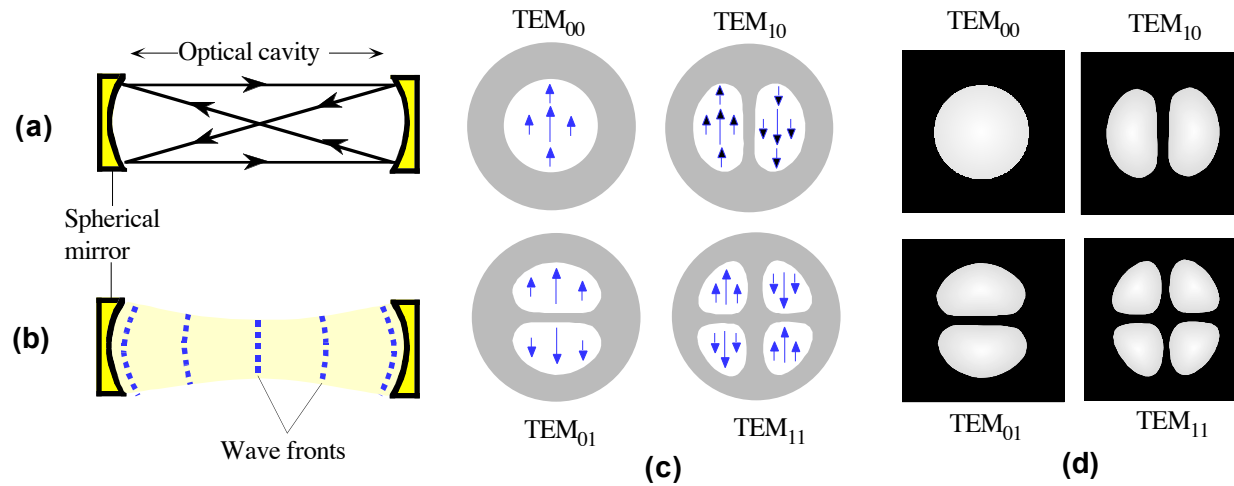 Optical cavity
(a)
Spherical
mirror
(b)
Wave fronts
TEM00
TEM10
TEM01
TEM11
(c)
TEM00
TEM10
TEM01
TEM11
(d)